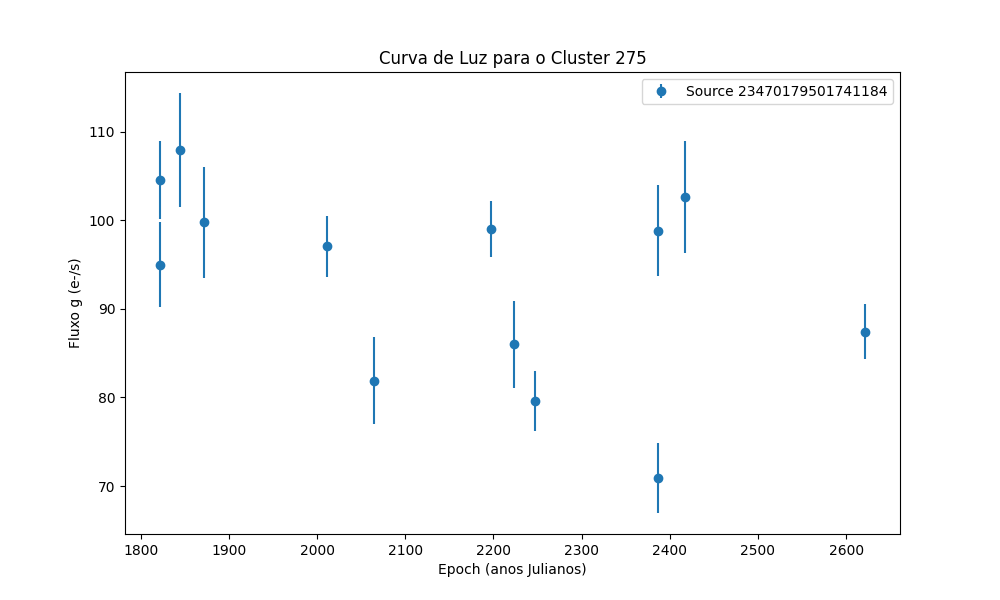 Curva de Luz para o Cluster 275
Source 23470179501741184
Fluxo g (e-/s)
110
100
90
80
70
1800 1900 2000 2100 2200 2300 2400 2500 2600
Epoch (anos Julianos)